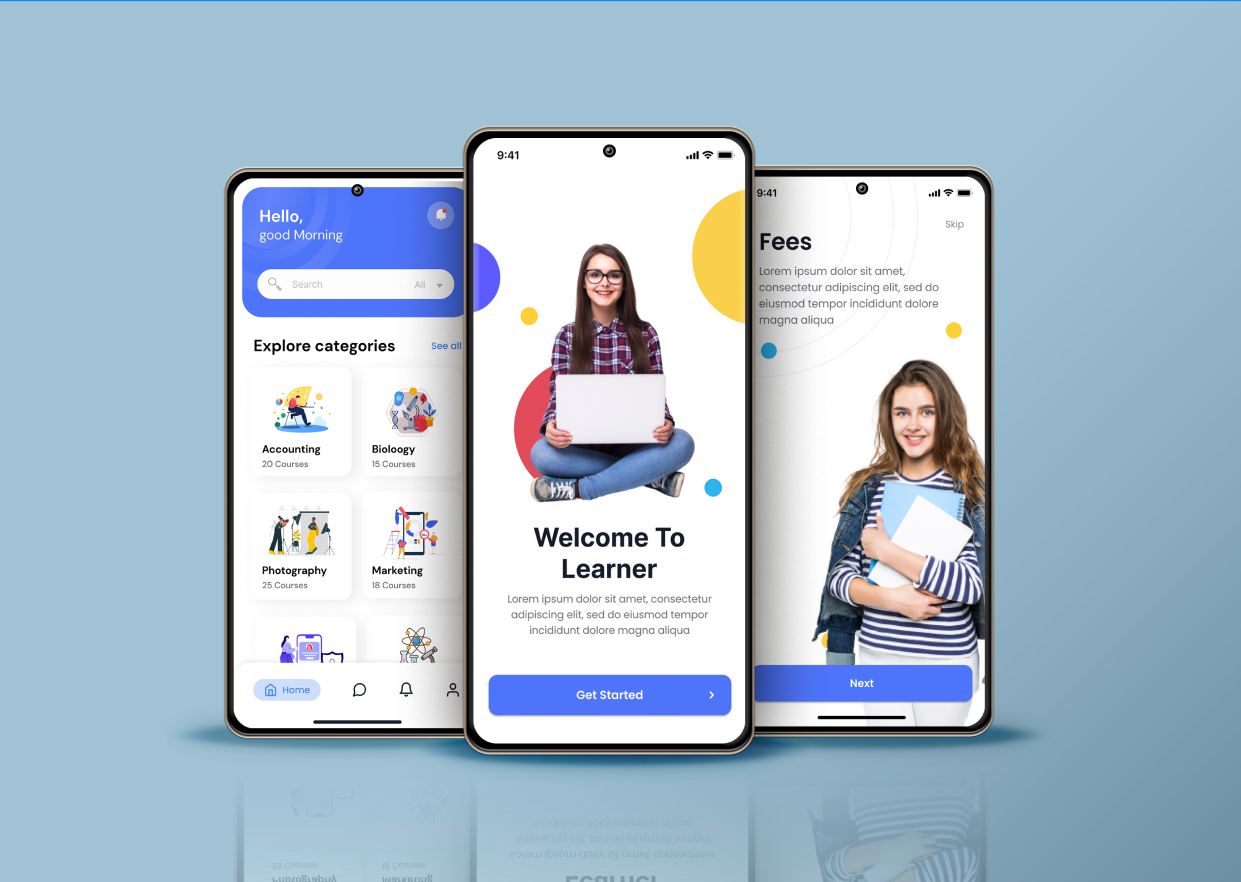 Hello,
good Morning
Search
All
Explore categories
See all
Accounting
20 Courses
Bioloogy
15 Courses
Photography
25 Courses
Marketing
18 Courses
Home
9:41
Welcome To
Learner
Lorem ipsum dolor sit amet, consectetur
adipiscing elit, sed do eiusmod tempor
incididunt dolore magna aliqua
Get Started
9:41
Skip
Fees
Lorem ipsum dolor sit amet,
consectetur adipiscing elit, sed do
eiusmod tempor incididunt dolore
magna aliqua
Next